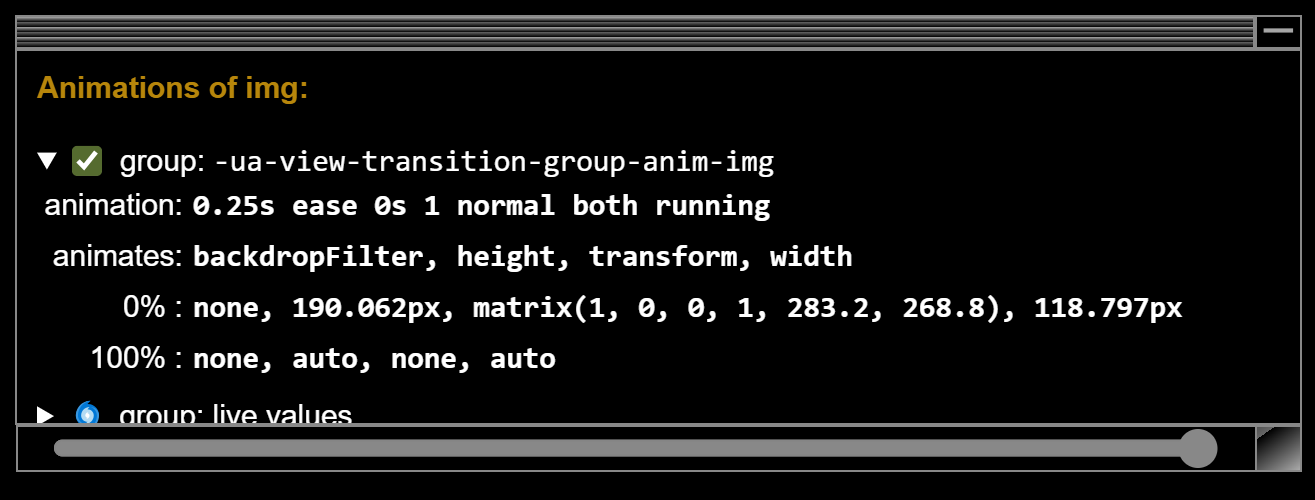 Animations of img:
group: -ua-view-transition-group-anim-img
animation: 0.25s ease 0s 1 normal both running
animates: backdropFilter, height, transform, width
0% : none, 190.062px, matrix(1, 0, 0, 1, 283.2, 268.8), 118.797px
100% : none, auto, none, auto
group: live values